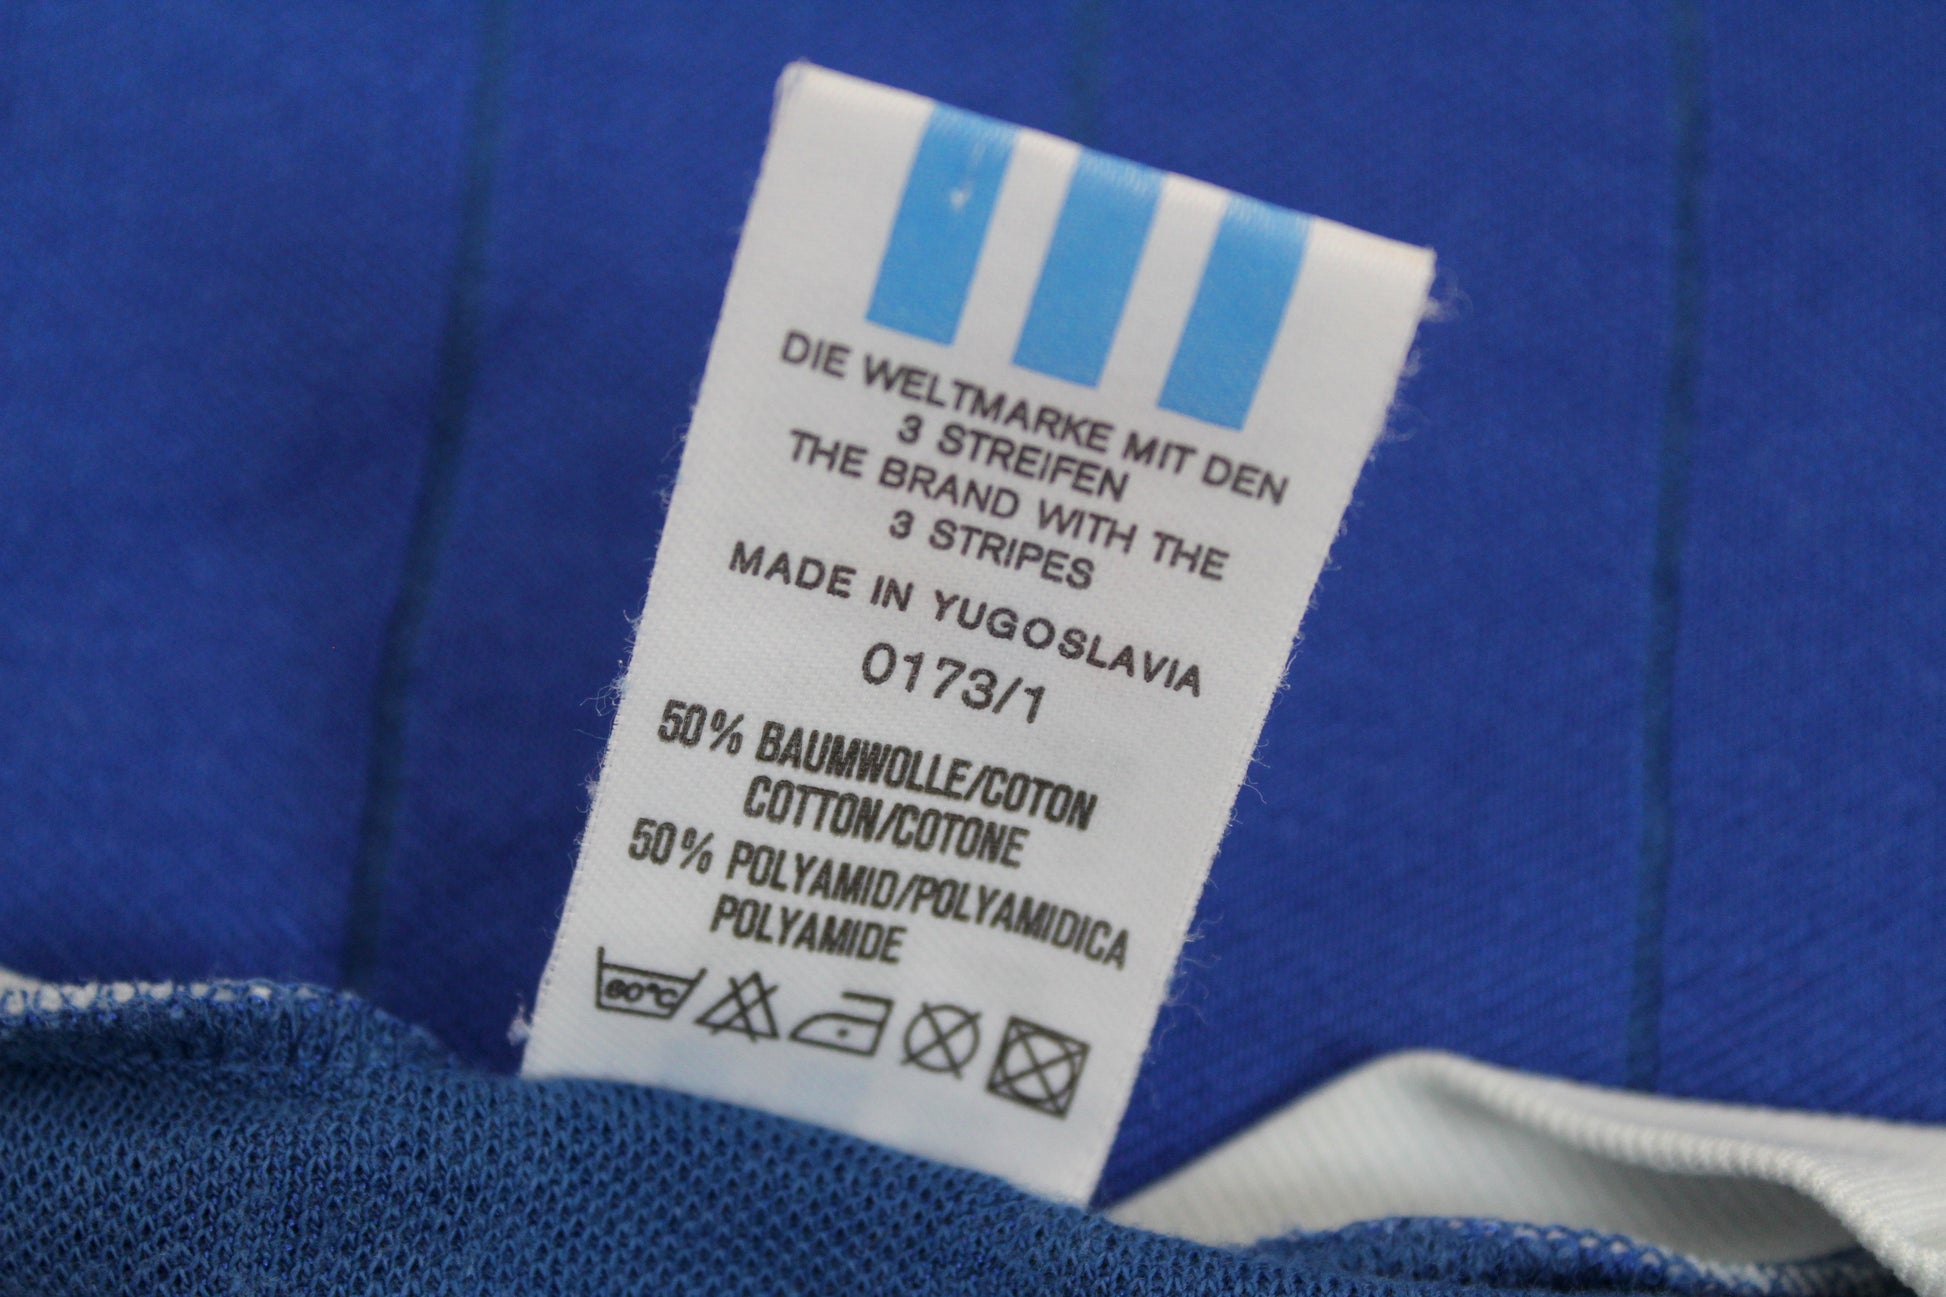 DIE WELTMARKE MIT DEN
3 STREIFEN
THE BRAND WITH THE
3 STRIPES
MADE IN YUGOSLAVIA
0173/1
50% BAUMWOLLE/COTON
COTTON/COTONE
50% POLYAMID/POLYAMIDICA
POLYAMIDE
60°C